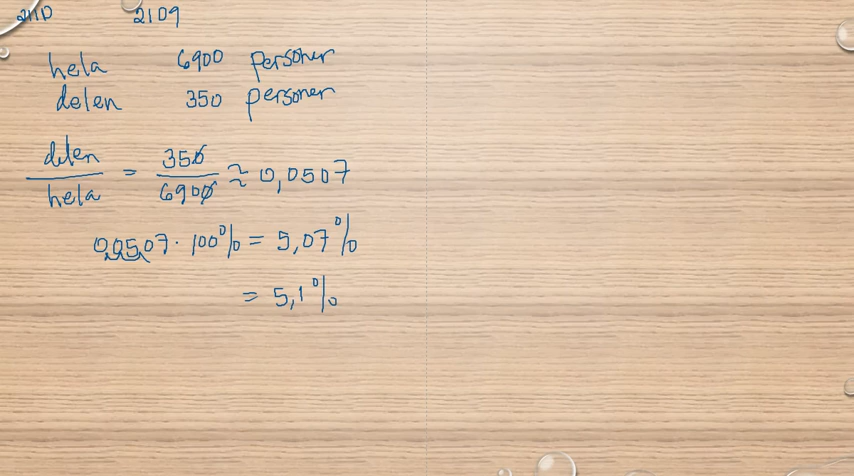 2110 2109
hela 6900 personer
delen 350 personer
delen/hela = 350/6900 ≈ 0,0507
0,0507 · 100% = 5,07%
= 5,1%